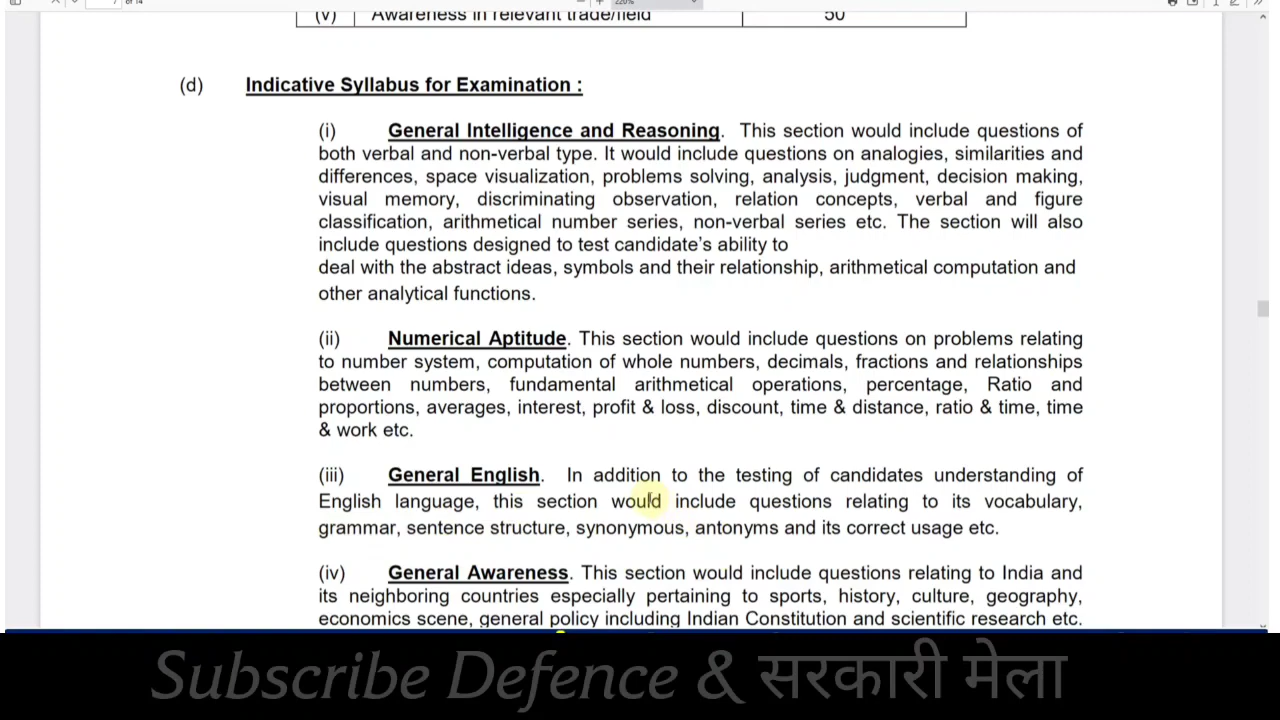 7 of 14
220%
(v) Awareness in relevant trade/field 50
(d) Indicative Syllabus for Examination :
(i) General Intelligence and Reasoning. This section would include questions of
both verbal and non-verbal type. It would include questions on analogies, similarities and
differences, space visualization, problems solving, analysis, judgment, decision making,
visual memory, discriminating observation, relation concepts, verbal and figure
classification, arithmetical number series, non-verbal series etc. The section will also
include questions designed to test candidate's ability to
deal with the abstract ideas, symbols and their relationship, arithmetical computation and
other analytical functions.
(ii) Numerical Aptitude. This section would include questions on problems relating
to number system, computation of whole numbers, decimals, fractions and relationships
between numbers, fundamental arithmetical operations, percentage, Ratio and
proportions, averages, interest, profit & loss, discount, time & distance, ratio & time, time
& work etc.
(iii) General English. In addition to the testing of candidates understanding of
English language, this section would include questions relating to its vocabulary,
grammar, sentence structure, synonymous, antonyms and its correct usage etc.
(iv) General Awareness. This section would include questions relating to India and
its neighboring countries especially pertaining to sports, history, culture, geography,
economics scene, general policy including Indian Constitution and scientific research etc.
Subscribe Defence & सरकारी मेला